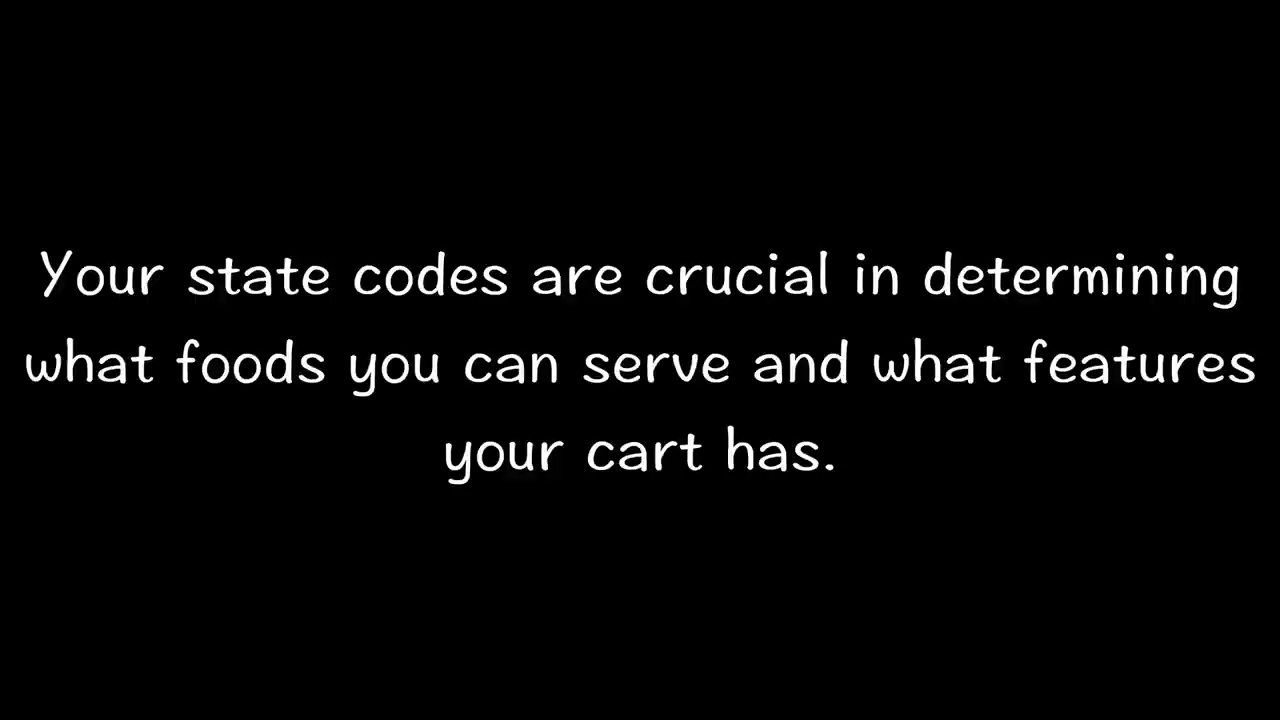 Your state codes are crucial in determining
what foods you can serve and what features
your cart has.